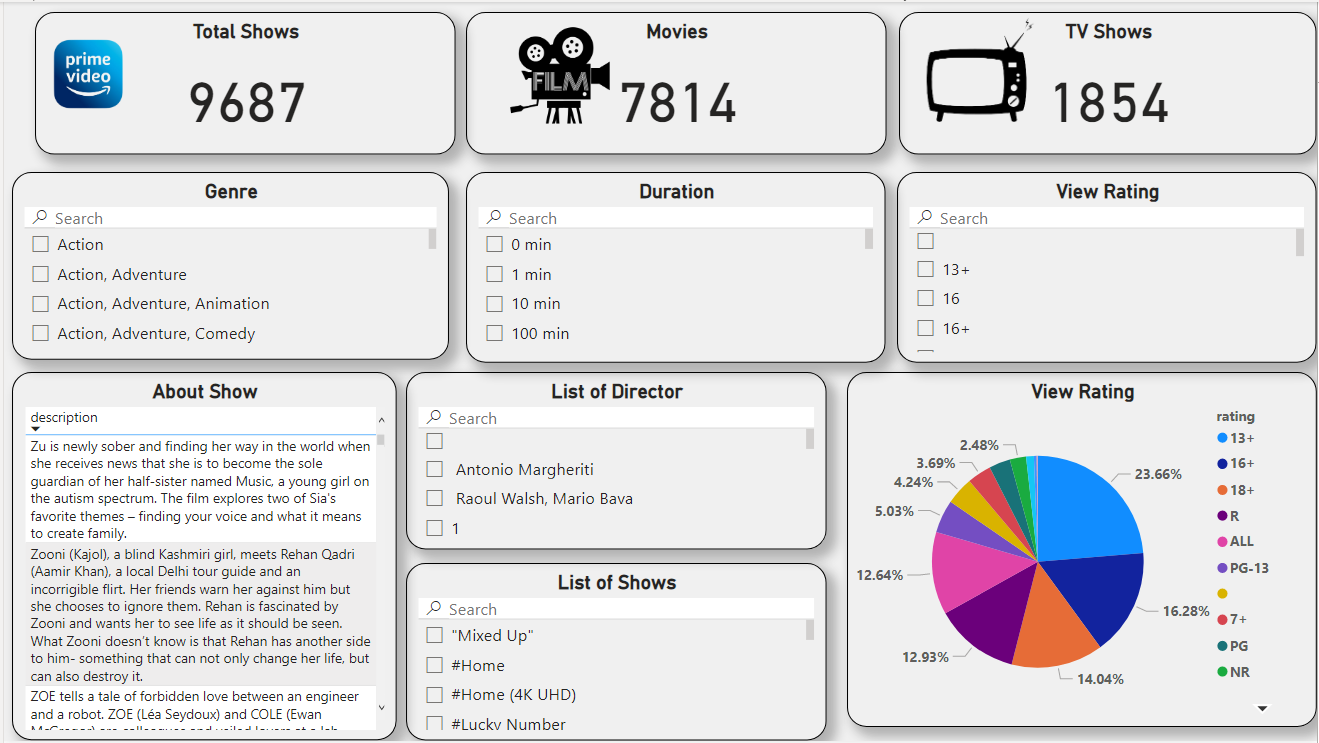 Total Shows
prime
video
9687
Movies
FILM
7814
TV Shows
1854
Genre
Search
Action
Action, Adventure
Action, Adventure, Animation
Action, Adventure, Comedy
Duration
Search
0 min
1 min
10 min
100 min
View Rating
Search
13+
16
16+
About Show
description
Zu is newly sober and finding her way in the world when
she receives news that she is to become the sole
guardian of her half-sister named Music, a young girl on
the autism spectrum. The film explores two of Sia's
favorite themes – finding your voice and what it means
to create family.
Zooni (Kajol), a blind Kashmiri girl, meets Rehan Qadri
(Aamir Khan), a local Delhi tour guide and an
incorrigible flirt. Her friends warn her against him but
she chooses to ignore them. Rehan is fascinated by
Zooni and wants her to see life as it should be seen.
What Zooni doesn't know is that Rehan has another side
to him- something that can not only change her life, but
can also destroy it.
ZOE tells a tale of forbidden love between an engineer
and a robot. ZOE (Léa Seydoux) and COLE (Ewan
List of Director
Search
Antonio Margheriti
Raoul Walsh, Mario Bava
1
List of Shows
Search
"Mixed Up"
#Home
#Home (4K UHD)
#Lucky Number
View Rating
2.48%
3.69%
4.24%
5.03%
12.64%
12.93%
14.04%
16.28%
23.66%
rating
13+
16+
18+
R
ALL
PG-13
7+
PG
NR